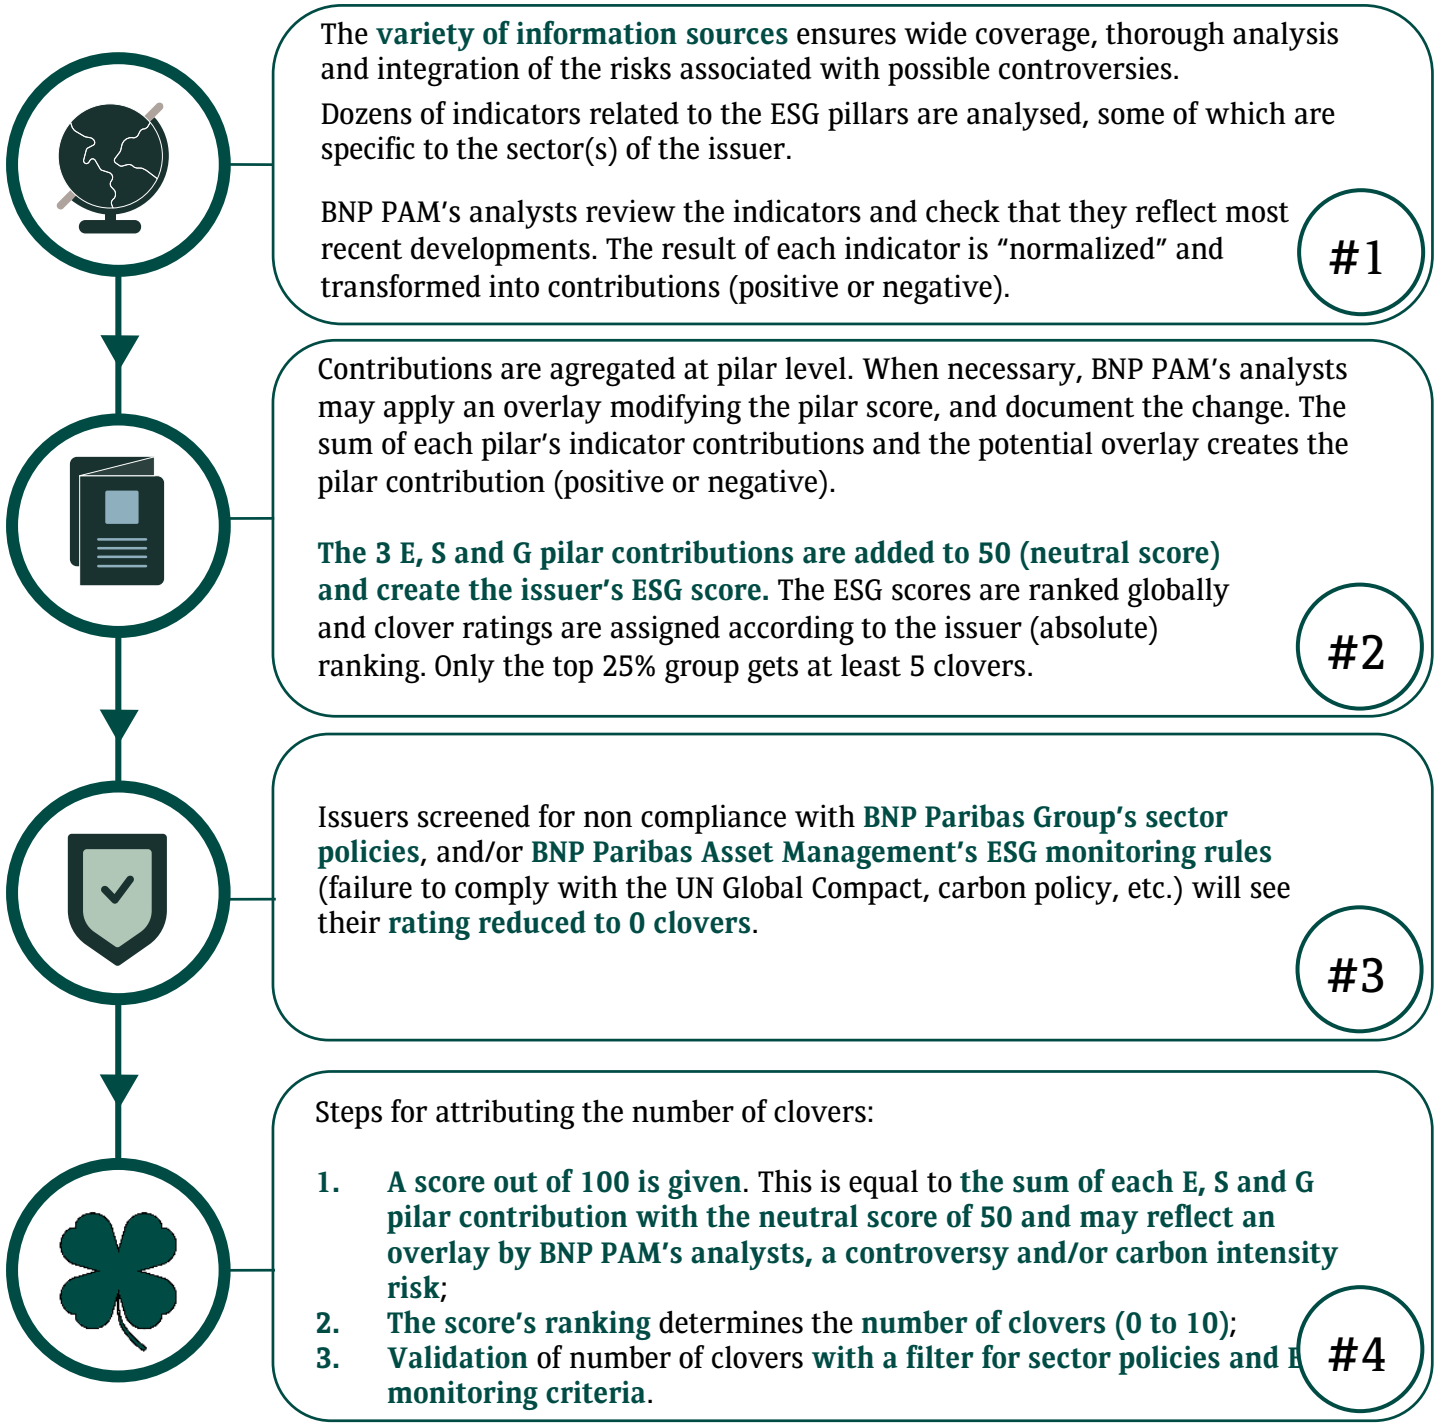 The variety of information sources ensures wide coverage, thorough analysis
and integration of the risks associated with possible controversies.
Dozens of indicators related to the ESG pillars are analysed, some of which are
specific to the sector(s) of the issuer.
BNP PAM’s analysts review the indicators and check that they reflect most
recent developments. The result of each indicator is “normalized” and
transformed into contributions (positive or negative).
#1
Contributions are agregated at pilar level. When necessary, BNP PAM’s analysts
may apply an overlay modifying the pilar score, and document the change. The
sum of each pilar’s indicator contributions and the potential overlay creates the
pilar contribution (positive or negative).
The 3 E, S and G pilar contributions are added to 50 (neutral score)
and create the issuer’s ESG score. The ESG scores are ranked globally
and clover ratings are assigned according to the issuer (absolute)
ranking. Only the top 25% group gets at least 5 clovers.
#2
Issuers screened for non compliance with BNP Paribas Group’s sector
policies, and/or BNP Paribas Asset Management’s ESG monitoring rules
(failure to comply with the UN Global Compact, carbon policy, etc.) will see
their rating reduced to 0 clovers.
#3
Steps for attributing the number of clovers:
1. A score out of 100 is given. This is equal to the sum of each E, S and G
pilar contribution with the neutral score of 50 and may reflect an
overlay by BNP PAM’s analysts, a controversy and/or carbon intensity
risk;
2. The score’s ranking determines the number of clovers (0 to 10);
3. Validation of number of clovers with a filter for sector policies and
monitoring criteria.
#4